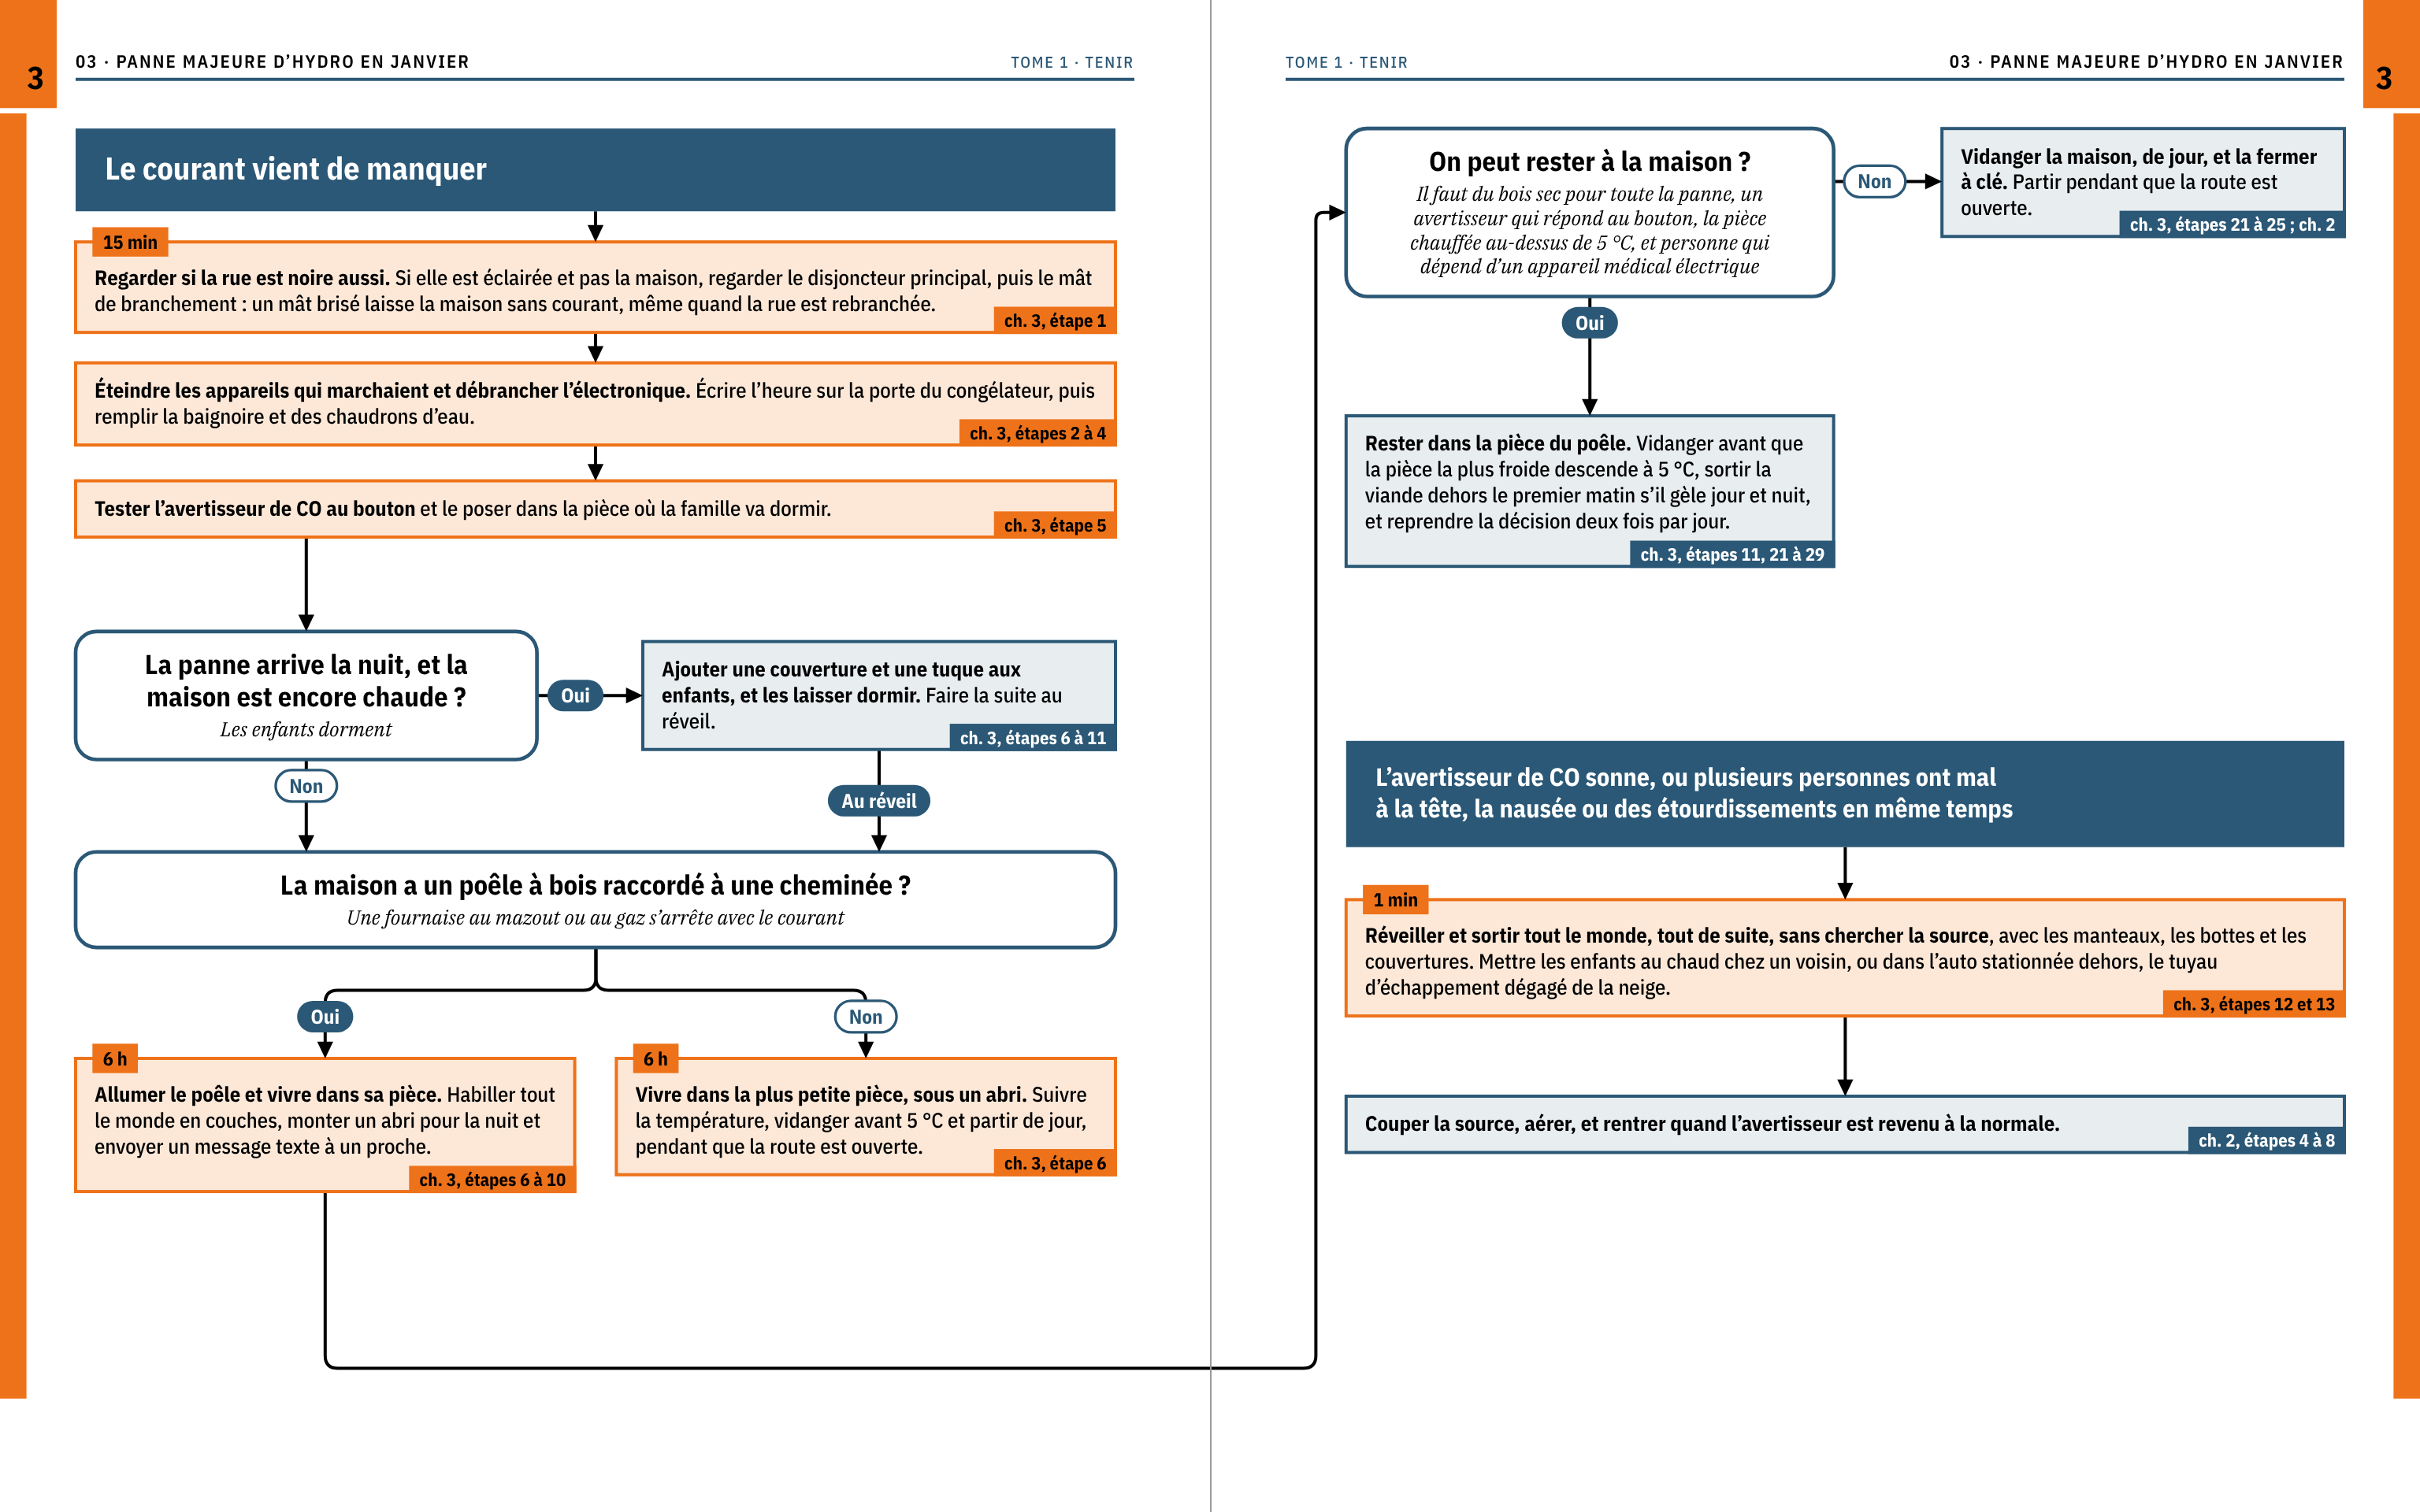 3
03 · PANNE MAJEURE D’HYDRO EN JANVIER
TOME 1 · TENIR
Le courant vient de manquer
15 min
Regarder si la rue est noire aussi. Si elle est éclairée et pas la maison, regarder le disjoncteur principal, puis le mât
de branchement : un mât brisé laisse la maison sans courant, même quand la rue est rebranchée.
ch. 3, étape 1
Éteindre les appareils qui marchaient et débrancher l’électronique. Écrire l’heure sur la porte du congélateur, puis
remplir la baignoire et des chaudrons d’eau.
ch. 3, étapes 2 à 4
Tester l’avertisseur de CO au bouton et le poser dans la pièce où la famille va dormir.
ch. 3, étape 5
La panne arrive la nuit, et la
maison est encore chaude ?
Les enfants dorment
Oui
Ajouter une couverture et une tuque aux
enfants, et les laisser dormir. Faire la suite au
réveil.
ch. 3, étapes 6 à 11
Non
Au réveil
La maison a un poêle à bois raccordé à une cheminée ?
Une fournaise au mazout ou au gaz s’arrête avec le courant
Oui
Non
6 h
Allumer le poêle et vivre dans sa pièce. Habiller tout
le monde en couches, monter un abri pour la nuit et
envoyer un message texte à un proche.
ch. 3, étapes 6 à 10
6 h
Vivre dans la plus petite pièce, sous un abri. Suivre
la température, vidanger avant 5 °C et partir de jour,
pendant que la route est ouverte.
ch. 3, étape 6
TOME 1 · TENIR
03 · PANNE MAJEURE D’HYDRO EN JANVIER
3
On peut rester à la maison ?
Il faut du bois sec pour toute la panne, un
avertisseur qui répond au bouton, la pièce
chauffée au-dessus de 5 °C, et personne qui
dépend d’un appareil médical électrique
Non
Vidanger la maison, de jour, et la fermer
à clé. Partir pendant que la route est
ouverte.
ch. 3, étapes 21 à 25 ; ch. 2
Oui
Rester dans la pièce du poêle. Vidanger avant que
la pièce la plus froide descende à 5 °C, sortir la
viande dehors le premier matin s’il gèle jour et nuit,
et reprendre la décision deux fois par jour.
ch. 3, étapes 11, 21 à 29
L’avertisseur de CO sonne, ou plusieurs personnes ont mal
à la tête, la nausée ou des étourdissements en même temps
1 min
Réveiller et sortir tout le monde, tout de suite, sans chercher la source, avec les manteaux, les bottes et les
couvertures. Mettre les enfants au chaud chez un voisin, ou dans l’auto stationnée dehors, le tuyau
d’échappement dégagé de la neige.
ch. 3, étapes 12 et 13
Couper la source, aérer, et rentrer quand l’avertisseur est revenu à la normale.
ch. 2, étapes 4 à 8